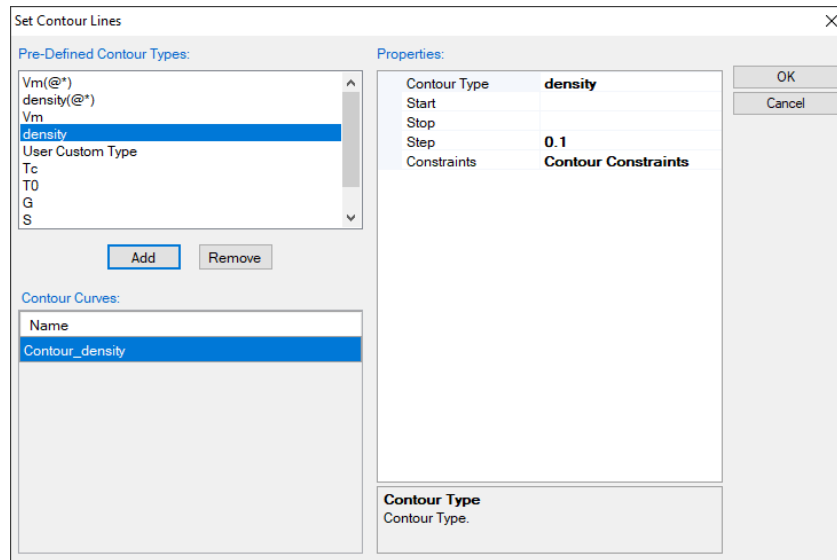 Set Contour Lines
Pre-Defined Contour Types:
Vm(@*)
density(@*)
Vm
density
User Custom Type
Tc
T0
G
S
Add
Remove
Contour Curves:
Name
Contour_density
Properties:
Contour Type density
Start
Stop
Step 0.1
Constraints Contour Constraints
Contour Type
Contour Type.
OK
Cancel